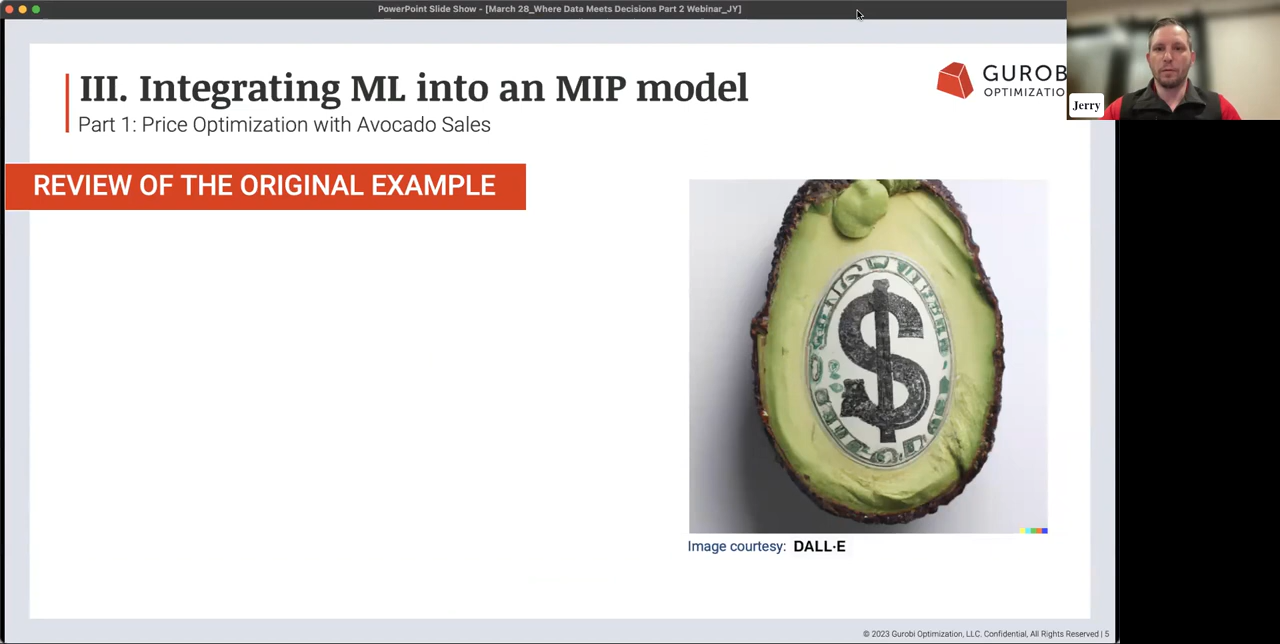 PowerPoint Slide Show - [March 28_Where Data Meets Decisions Part 2 Webinar_JY]
III. Integrating ML into an MIP model
Part 1: Price Optimization with Avocado Sales
GUROBI
OPTIMIZATIO
Jerry
REVIEW OF THE ORIGINAL EXAMPLE
$
Image courtesy: DALL·E
© 2023 Gurobi Optimization, LLC. Confidential, All Rights Reserved | 5